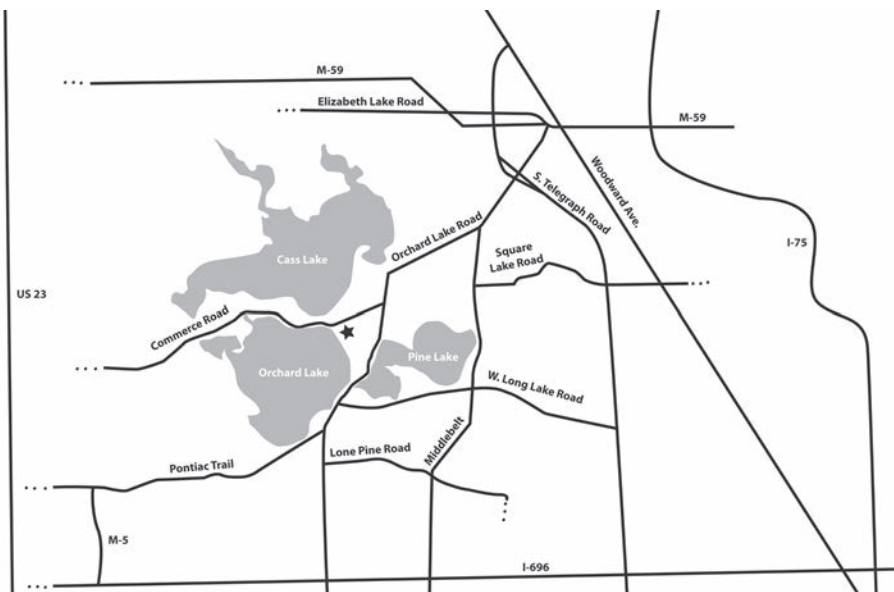 M-59
Elizabeth Lake Road
M-59
Woodward Ave.
S. Telegraph Road
Orchard Lake Road
Square
Lake Road
I-75
Cass Lake
US 23
Commerce Road
Pine Lake
Orchard Lake
W. Long Lake Road
Lone Pine Road
Middlebelt
Pontiac Trail
M-5
I-696